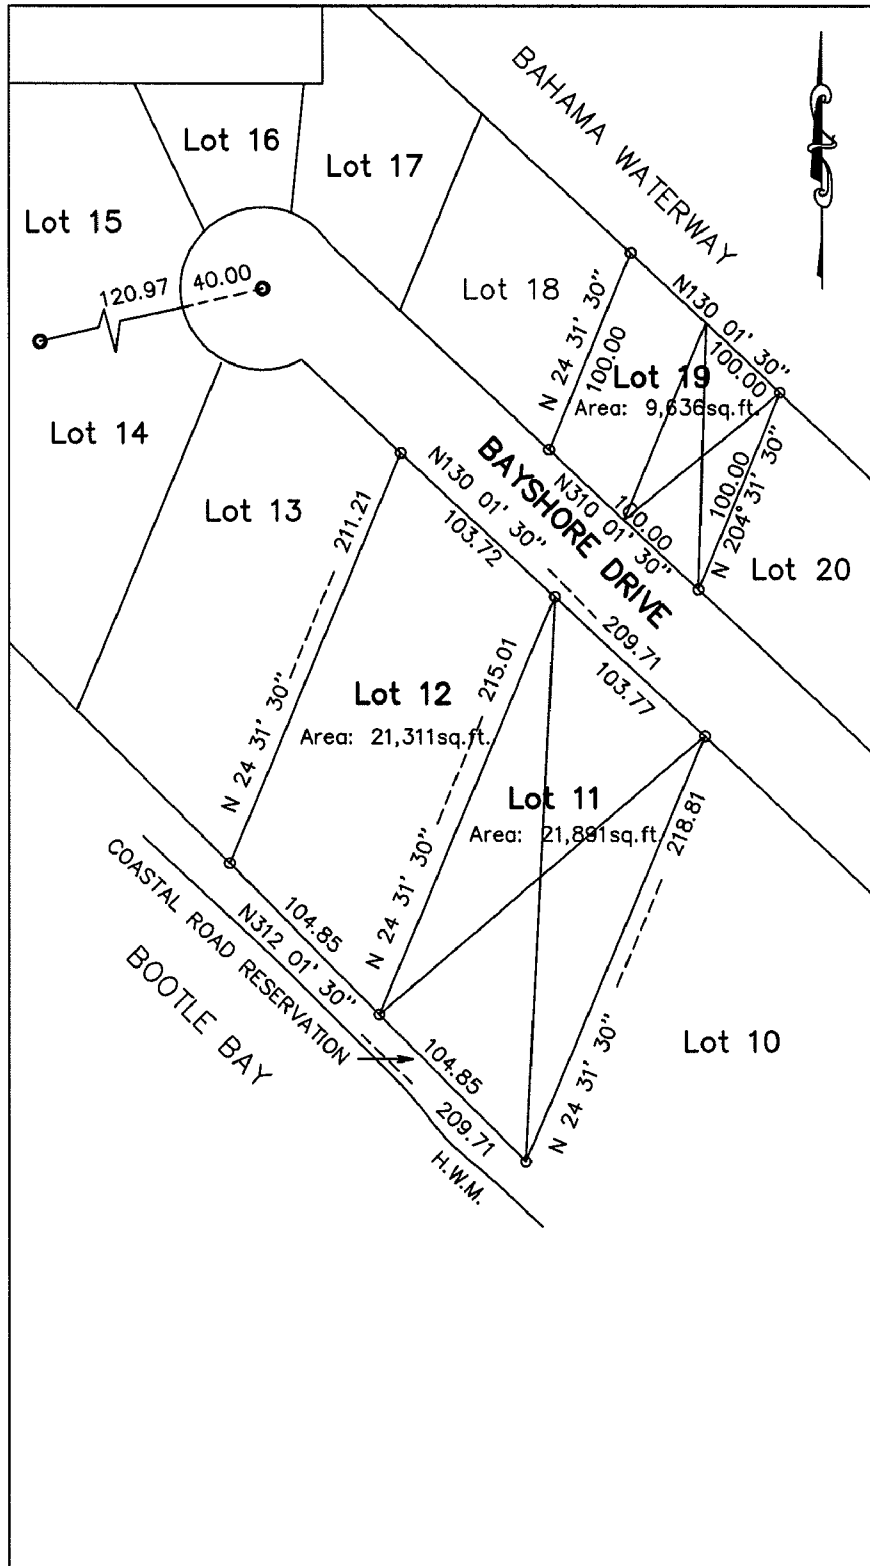 BAHAMA WATERWAY
Lot 16
Lot 17
Lot 15
120.97
40.00
Lot 18
N 24 31' 30"
100.00
N130 01' 30"
100.00
Lot 19
Area: 9,636sq.ft.
100.00
N 204° 31' 30"
Lot 14
Lot 13
211.21
N 24 31' 30"
N130 01' 30"
103.72
BAYSHORE DRIVE
N310 01' 30"
100.00
Lot 20
209.71
103.77
Lot 12
Area: 21,311sq.ft.
215.01
N 24 31' 30"
Lot 11
Area: 21,891sq.ft.
218.81
N 24 31' 30"
Lot 10
104.85
N312 01' 30"
COASTAL ROAD RESERVATION
BOOTLE BAY
104.85
209.71
H.W.M.